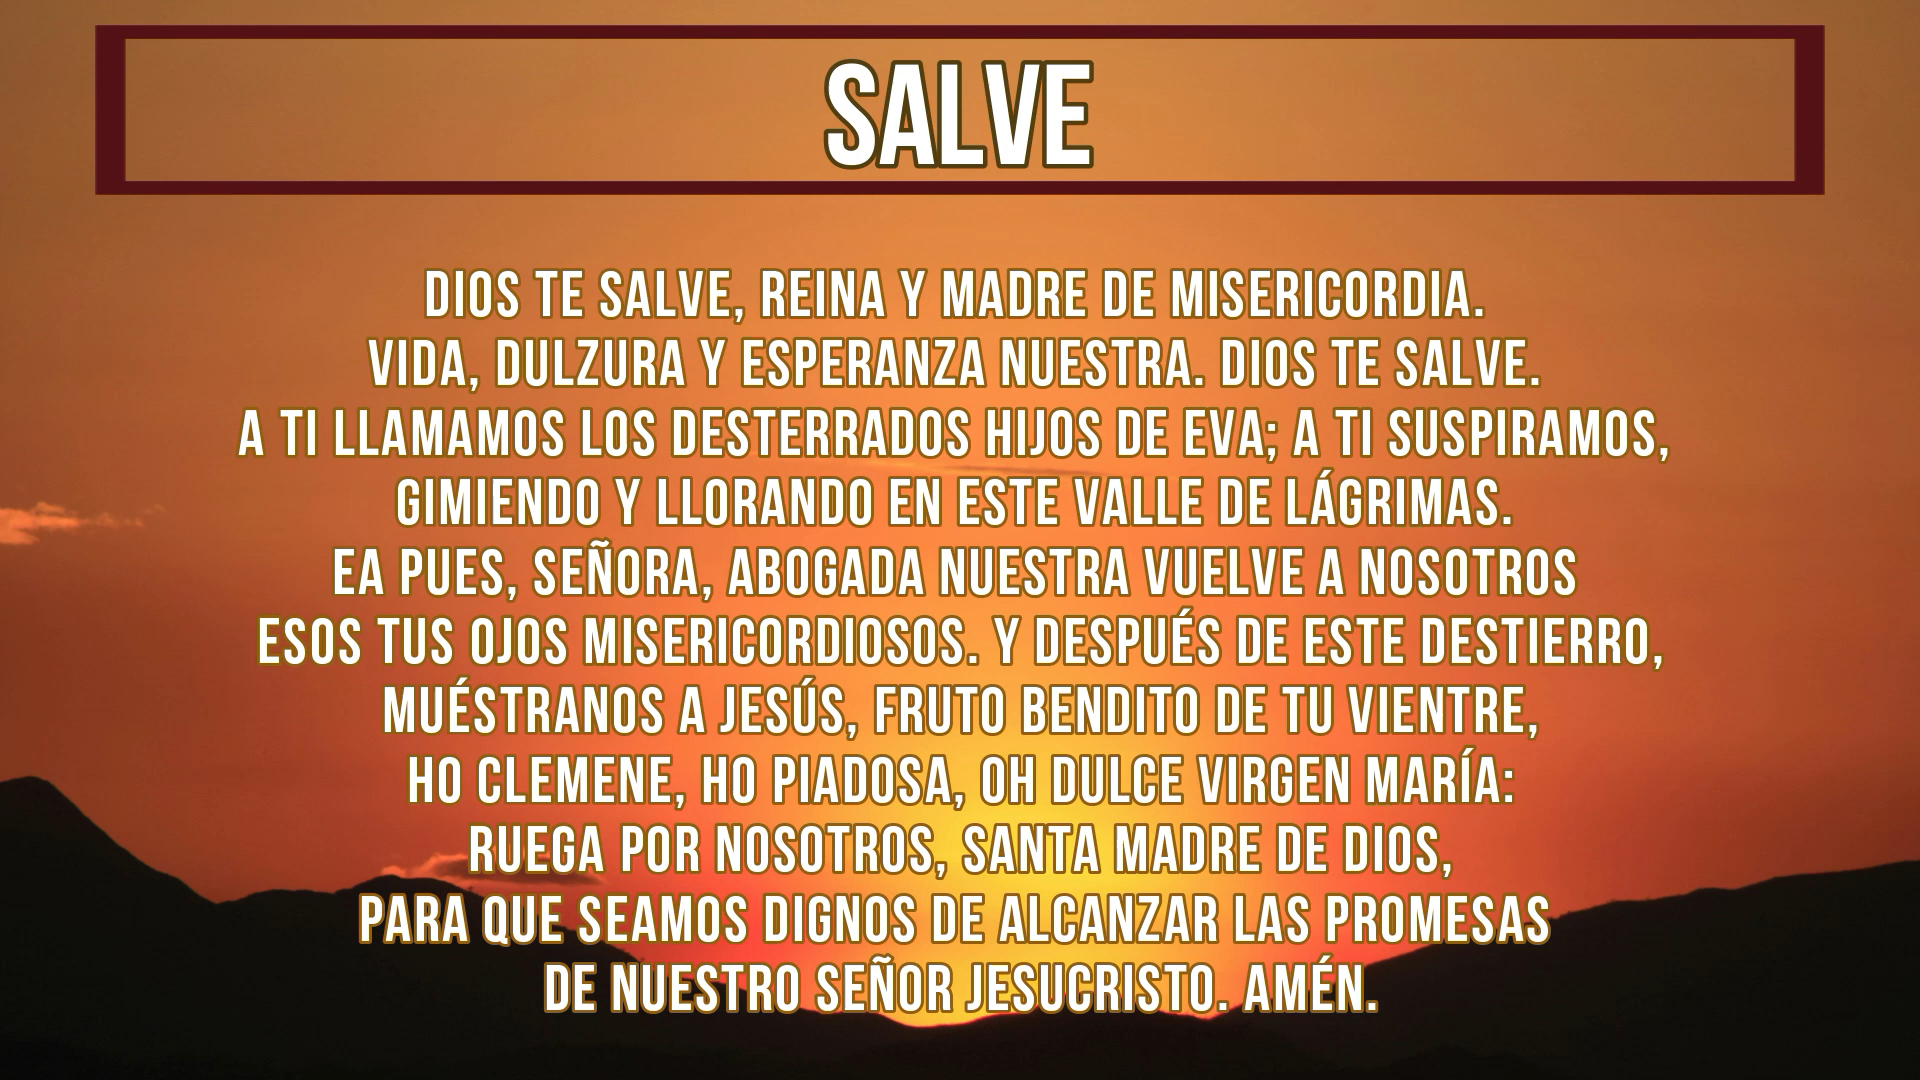 SALVE
DIOS TE SALVE, REINA Y MADRE DE MISERICORDIA.
VIDA, DULZURA Y ESPERANZA NUESTRA. DIOS TE SALVE.
A TI LLAMAMOS LOS DESTERRADOS HIJOS DE EVA; A TI SUSPIRAMOS,
GIMIENDO Y LLORANDO EN ESTE VALLE DE LÁGRIMAS.
EA PUES, SEÑORA, ABOGADA NUESTRA VUELVE A NOSOTROS
ESOS TUS OJOS MISERICORDIOSOS. Y DESPUÉS DE ESTE DESTIERRO,
MUÉSTRANOS A JESÚS, FRUTO BENDITO DE TU VIENTRE,
HO CLEMENE, HO PIADOSA, OH DULCE VIRGEN MARÍA:
RUEGA POR NOSOTROS, SANTA MADRE DE DIOS,
PARA QUE SEAMOS DIGNOS DE ALCANZAR LAS PROMESAS
DE NUESTRO SEÑOR JESUCRISTO. AMÉN.